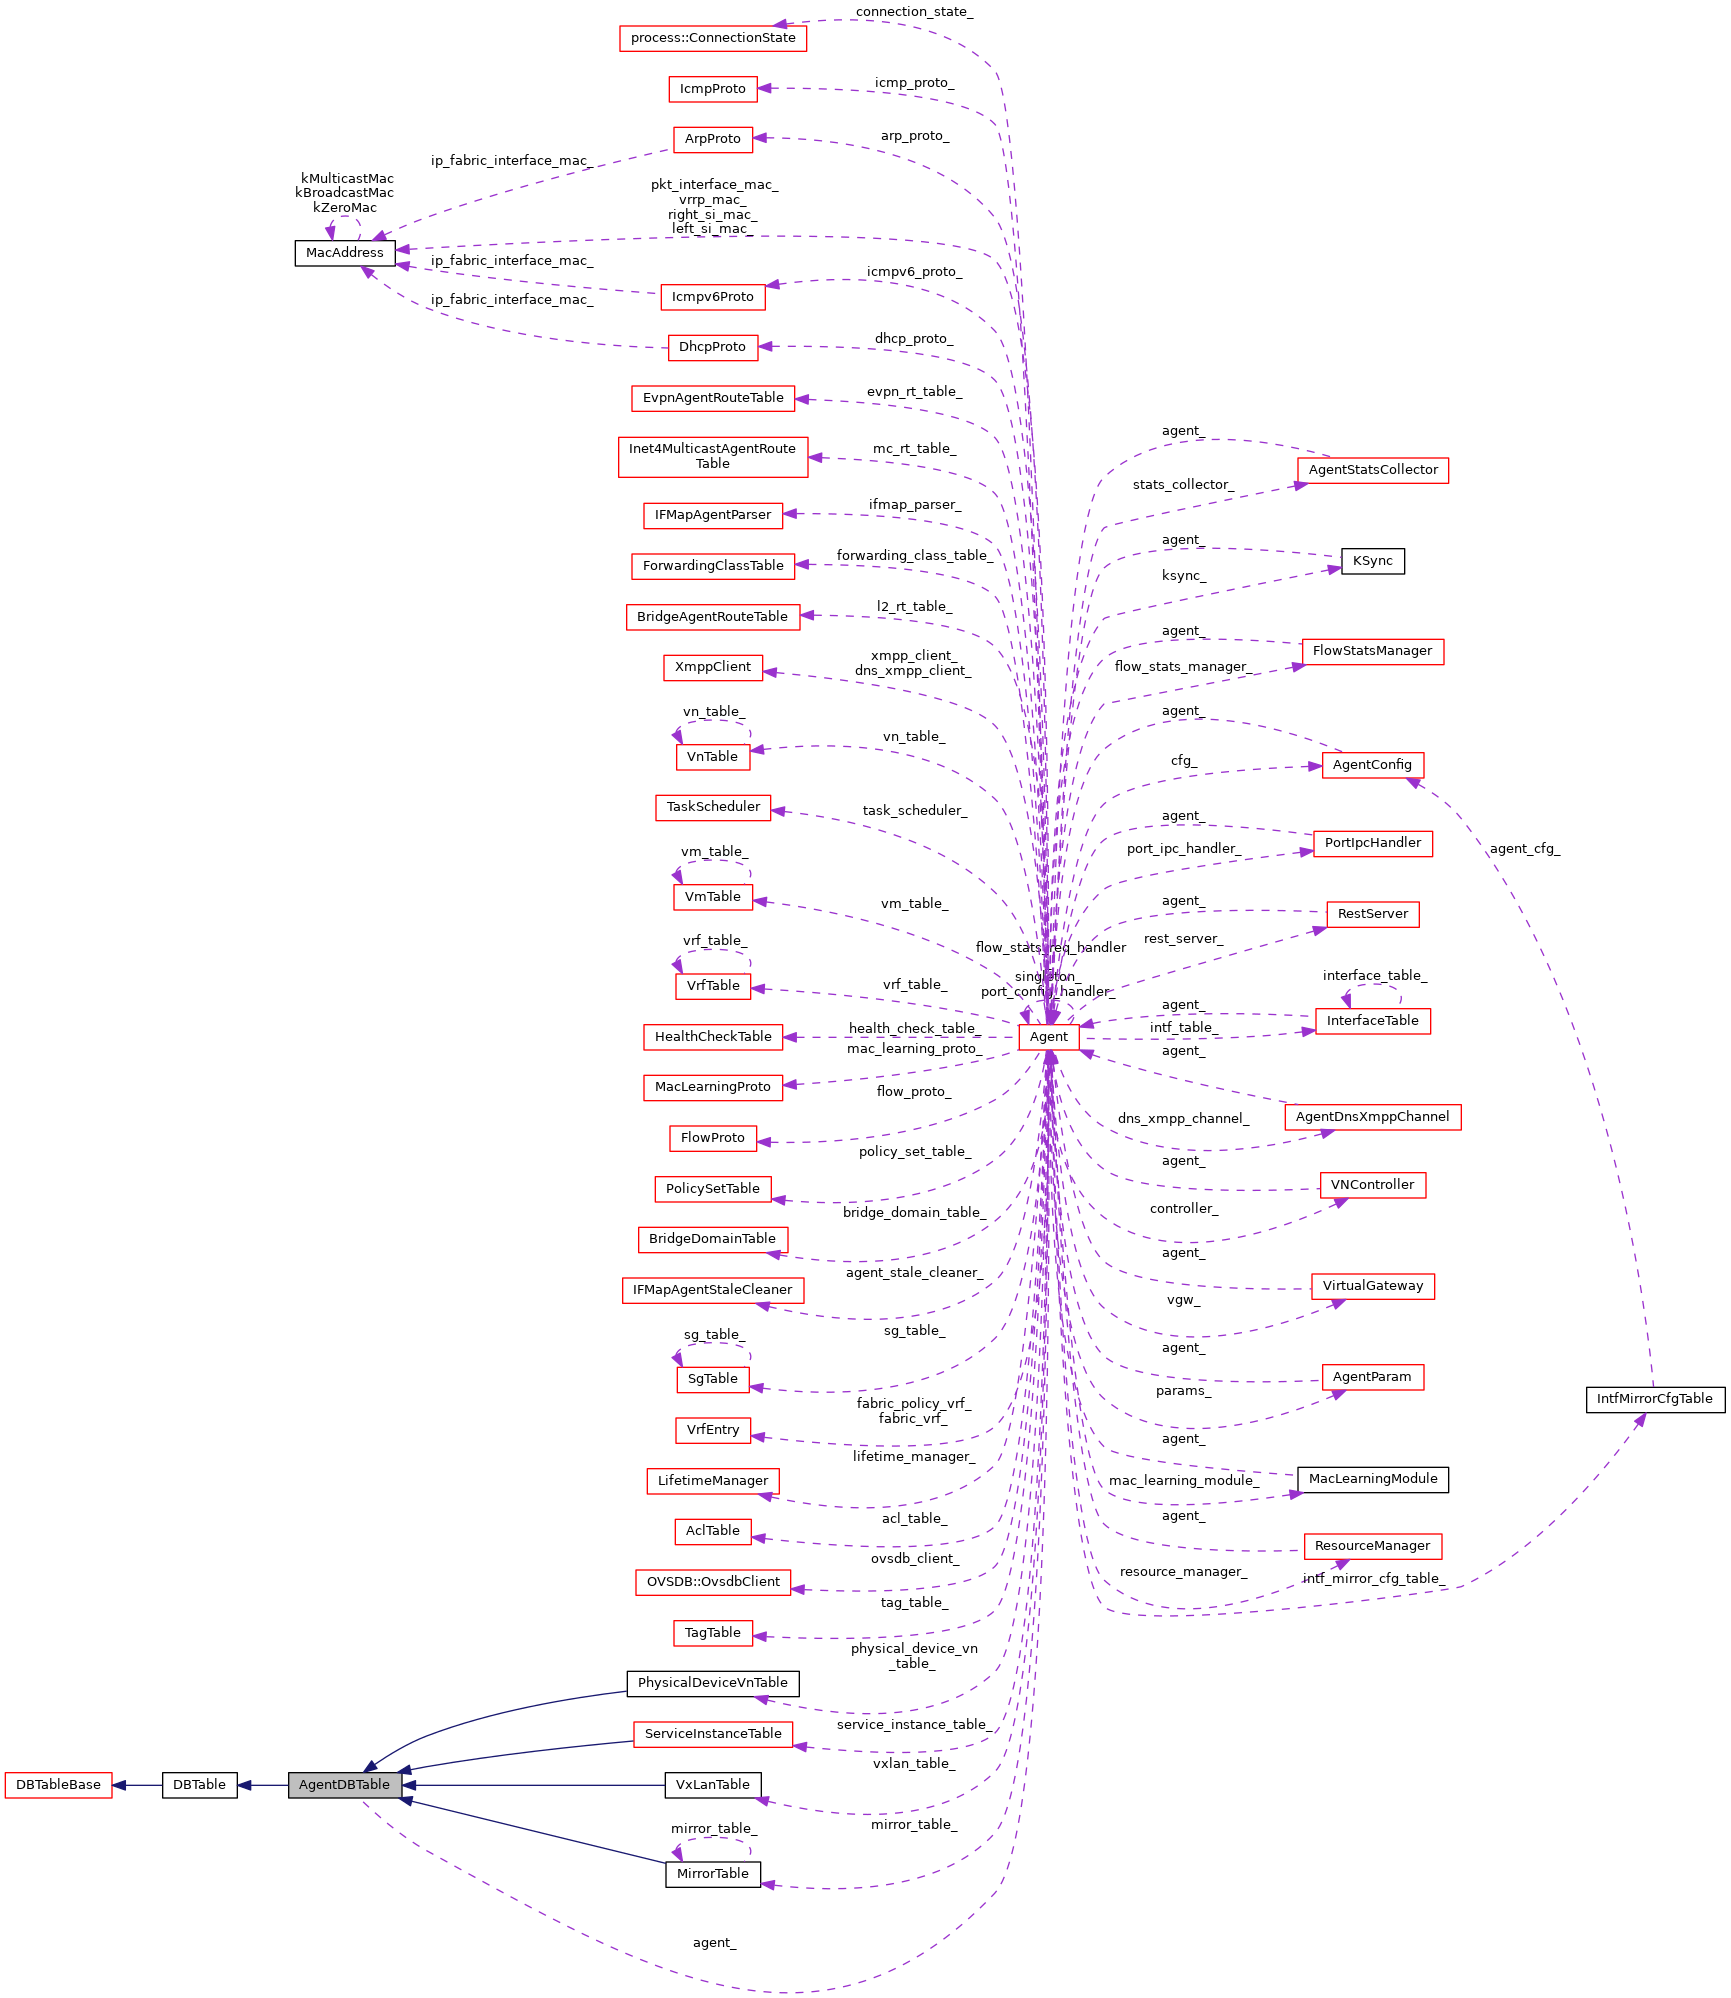 connection_state_
process::ConnectionState
icmp_proto_
IcmpProto
arp_proto_
ArpProto
ip_fabric_interface_mac_
kMulticastMac
kBroadcastMac
kZeroMac
pkt_interface_mac_
vrrp_mac_
right_si_mac_
left_si_mac_
MacAddress
ip_fabric_interface_mac_
icmpv6_proto_
Icmpv6Proto
ip_fabric_interface_mac_
dhcp_proto_
DhcpProto
evpn_rt_table_
EvpnAgentRouteTable
agent_
mc_rt_table_
Inet4MulticastAgentRoute
Table
AgentStatsCollector
stats_collector_
ifmap_parser_
IFMapAgentParser
agent_
forwarding_class_table_
ForwardingClassTable
KSync
ksync_
l2_rt_table_
BridgeAgentRouteTable
agent_
FlowStatsManager
flow_stats_manager_
xmpp_client_
dns_xmpp_client_
XmppClient
vn_table_
agent_
vn_table_
VnTable
cfg_
AgentConfig
task_scheduler_
TaskScheduler
agent_
PortIpcHandler
port_ipc_handler_
agent_cfg_
vm_table_
VmTable
vm_table_
agent_
RestServer
rest_server_
vrf_table_
flow_stats_req_handler
singleton_
port_config_handler_
vrf_table_
VrfTable
interface_table_
agent_
InterfaceTable
intf_table_
health_check_table_
HealthCheckTable
Agent
mac_learning_proto_
agent_
MacLearningProto
flow_proto_
AgentDnsXmppChannel
dns_xmpp_channel_
FlowProto
policy_set_table_
agent_
PolicySetTable
VNController
controller_
bridge_domain_table_
BridgeDomainTable
agent_
agent_stale_cleaner_
IFMapAgentStaleCleaner
VirtualGateway
vgw_
sg_table_
sg_table_
agent_
SgTable
AgentParam
params_
IntfMirrorCfgTable
fabric_policy_vrf_
fabric_vrf_
VrfEntry
agent_
lifetime_manager_
LifetimeManager
MacLearningModule
mac_learning_module_
acl_table_
AclTable
agent_
ResourceManager
ovsdb_client_
OVSDB::OvsdbClient
resource_manager_
intf_mirror_cfg_table_
tag_table_
TagTable
physical_device_vn
_table_
PhysicalDeviceVnTable
service_instance_table_
ServiceInstanceTable
vxlan_table_
DBTableBase
DBTable
AgentDBTable
VxLanTable
mirror_table_
mirror_table_
MirrorTable
agent_